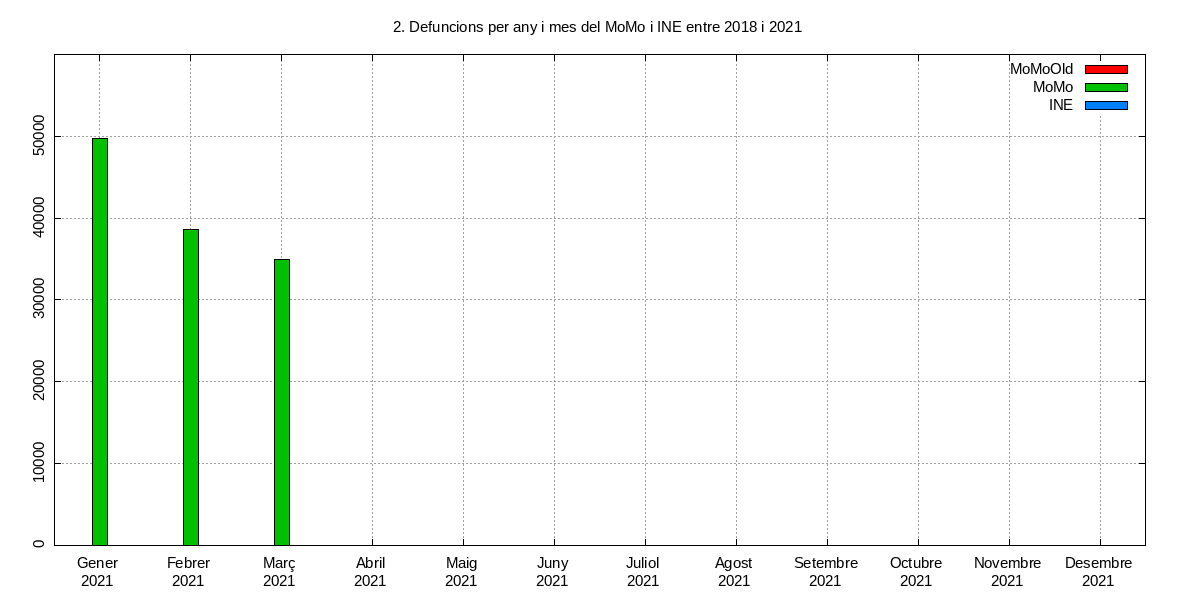 2. Defuncions per any i mes del MoMo i INE entre 2018 i 2021
MoMoOld
MoMo
INE
50000
40000
30000
20000
10000
0
Gener Febrer Març Abril Maig Juny Juliol Agost Setembre Octubre Novembre Desembre
2021 2021 2021 2021 2021 2021 2021 2021 2021 2021 2021 2021